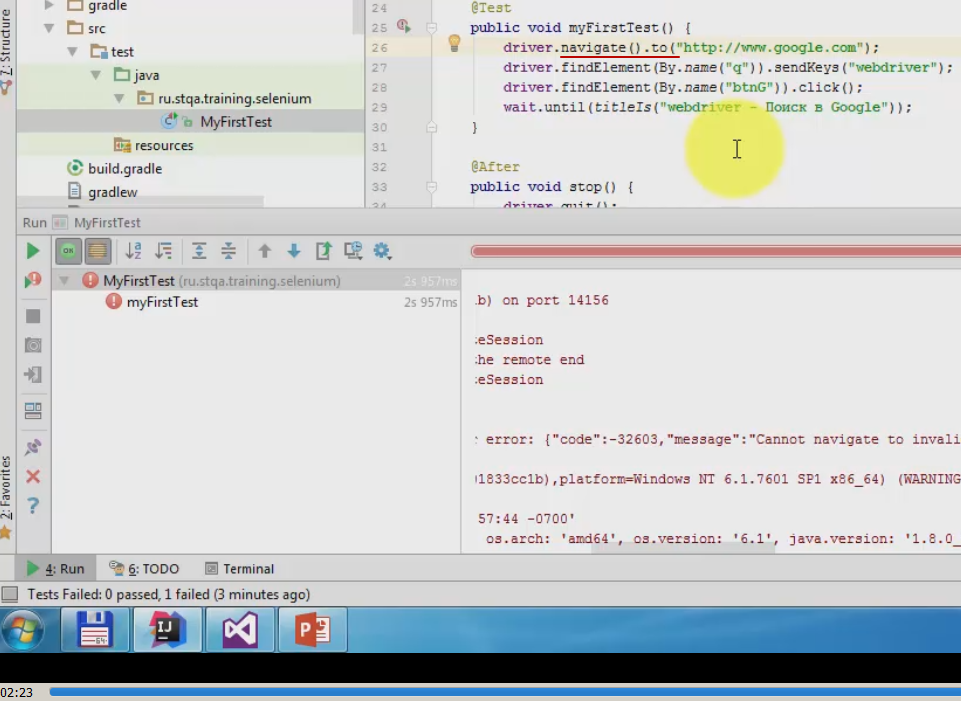 Z: Structure
gradle
src
test
java
ru.stqa.training.selenium
MyFirstTest
resources
build.gradle
gradlew
24 @Test
25 public void myFirstTest() {
26 driver.navigate().to("http://www.google.com");
27 driver.findElement(By.name("q")).sendKeys("webdriver");
28 driver.findElement(By.name("btnG")).click();
29 wait.until(titleIs("webdriver - Поиск в Google"));
30 }
31
32 @After
33 public void stop() {
34 driver.quit();
Run MyFirstTest
MyFirstTest (ru.stqa.training.selenium) 2s 957ms
myFirstTest 2s 957ms
.b) on port 14156
eSession
he remote end
eSession
error: {"code":-32603,"message":"Cannot navigate to invali
1833cc1b),platform=Windows NT 6.1.7601 SP1 x86_64) (WARNING
57:44 -0700'
os.arch: 'amd64', os.version: '6.1', java.version: '1.8.0_
2: Favorites
4: Run 6: TODO Terminal
Tests Failed: 0 passed, 1 failed (3 minutes ago)
02:23